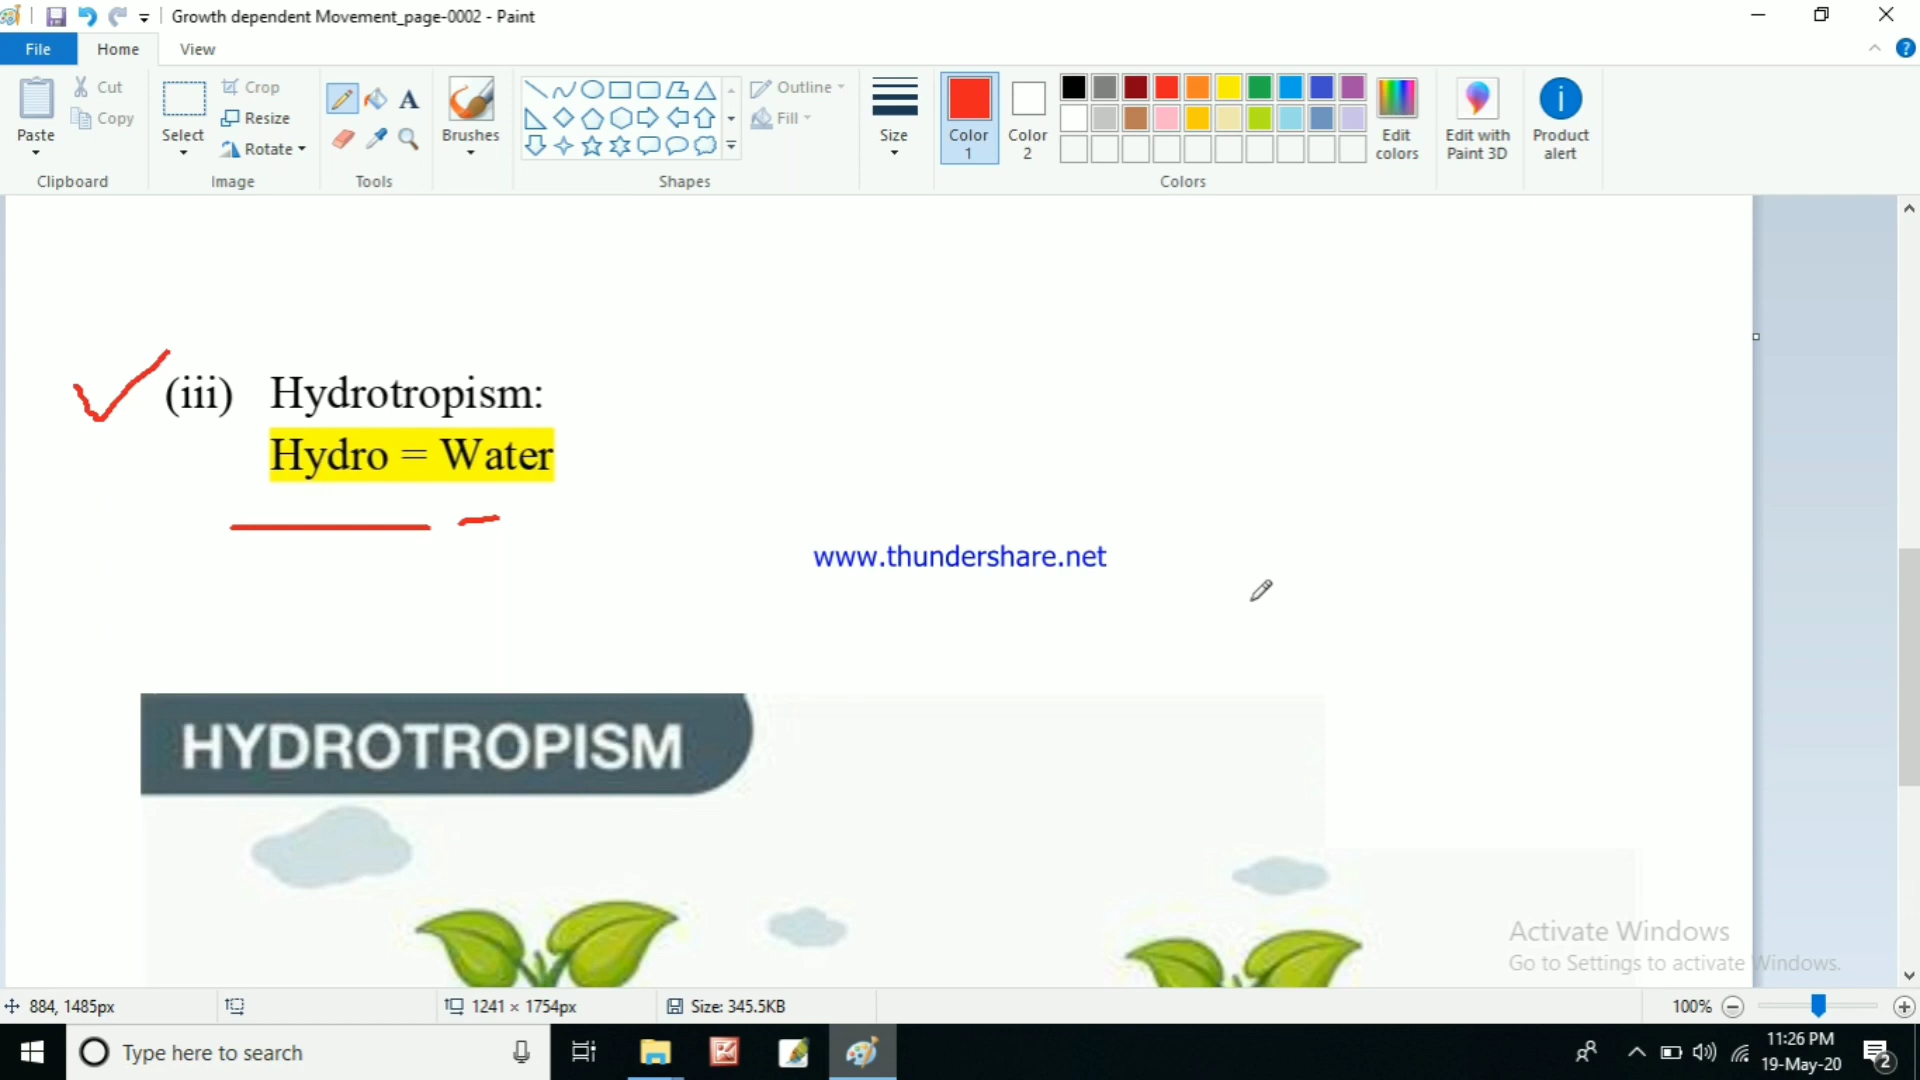 Growth dependent Movement_page-0002 - Paint
File Home View
Paste
Cut
Copy
Clipboard
Select
Crop
Resize
Rotate
Image
A
Tools
Brushes
Shapes
Outline
Fill
Size
Color 1
Color 2
Colors
Edit colors
Edit with Paint 3D
Product alert
(iii) Hydrotropism:
Hydro = Water
www.thundershare.net
HYDROTROPISM
Activate Windows
Go to Settings to activate Windows.
884, 1485px
1241 × 1754px
Size: 345.5KB
100%
Type here to search
11:26 PM
19-May-20
2